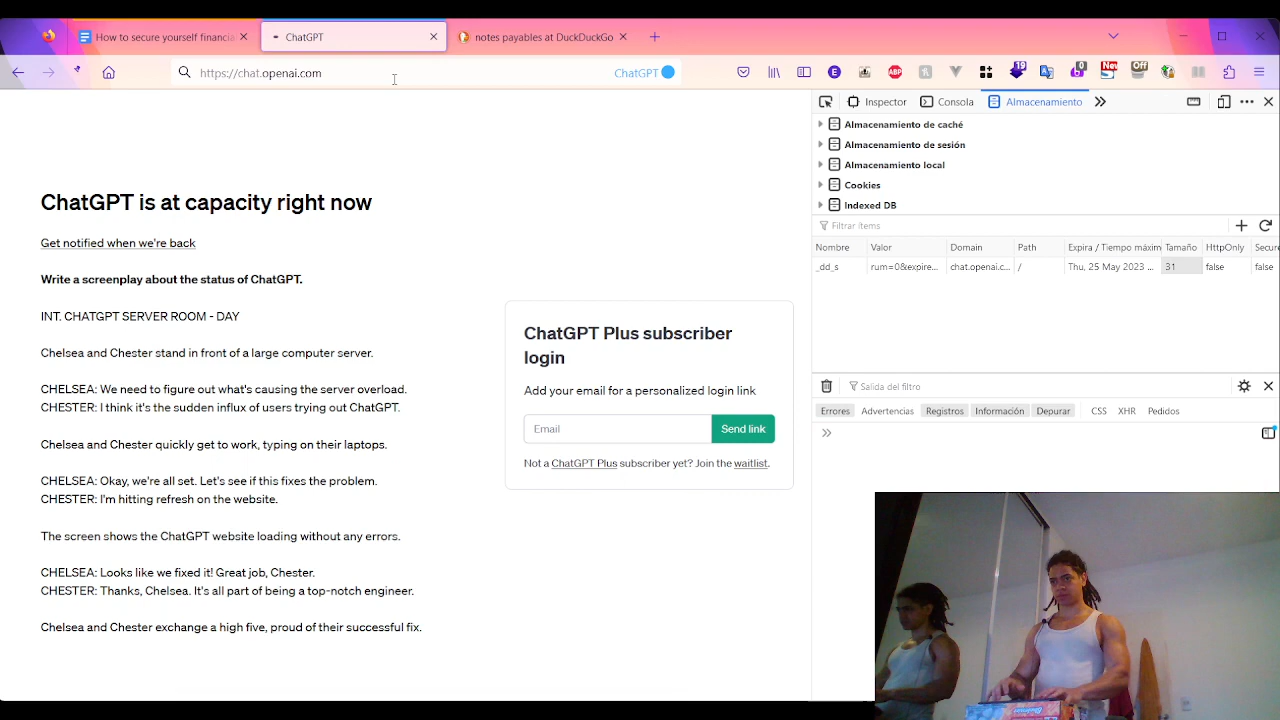 How to secure yourself financia
ChatGPT
notes payables at DuckDuckGo
https://chat.openai.com
ChatGPT
E
ABP
19
0
New
Off
Inspector
Consola
Almacenamiento
Almacenamiento de caché
Almacenamiento de sesión
Almacenamiento local
Cookies
Indexed DB
Filtrar ítems
Nombre Valor Domain Path Expira / Tiempo máxim Tamaño HttpOnly Secure
_dd_s rum=0&expire... chat.openai.c... / Thu, 25 May 2023 ... 31 false false
Salida del filtro
Errores Advertencias Registros Información Depurar CSS XHR Pedidos
ChatGPT is at capacity right now
Get notified when we're back
Write a screenplay about the status of ChatGPT.
INT. CHATGPT SERVER ROOM - DAY
Chelsea and Chester stand in front of a large computer server.
CHELSEA: We need to figure out what's causing the server overload.
CHESTER: I think it's the sudden influx of users trying out ChatGPT.
Chelsea and Chester quickly get to work, typing on their laptops.
CHELSEA: Okay, we're all set. Let's see if this fixes the problem.
CHESTER: I'm hitting refresh on the website.
The screen shows the ChatGPT website loading without any errors.
CHELSEA: Looks like we fixed it! Great job, Chester.
CHESTER: Thanks, Chelsea. It's all part of being a top-notch engineer.
Chelsea and Chester exchange a high five, proud of their successful fix.
ChatGPT Plus subscriber
login
Add your email for a personalized login link
Email
Send link
Not a ChatGPT Plus subscriber yet? Join the waitlist.